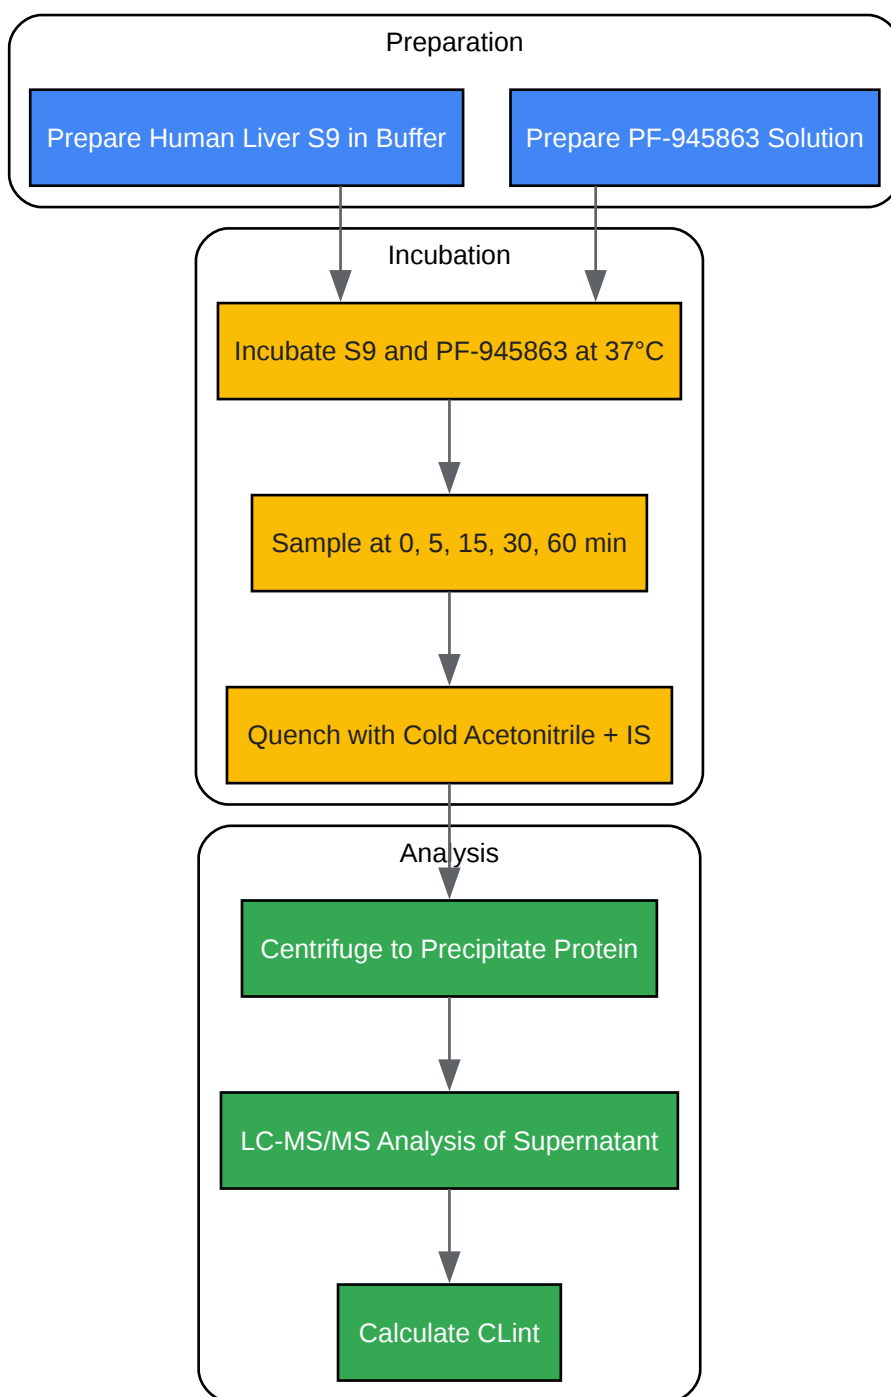 Preparation
Prepare Human Liver S9 in Buffer
Prepare PF-945863 Solution
Incubation
Incubate S9 and PF-945863 at 37°C
Sample at 0, 5, 15, 30, 60 min
Quench with Cold Acetonitrile + IS
Analysis
Centrifuge to Precipitate Protein
LC-MS/MS Analysis of Supernatant
Calculate CLint